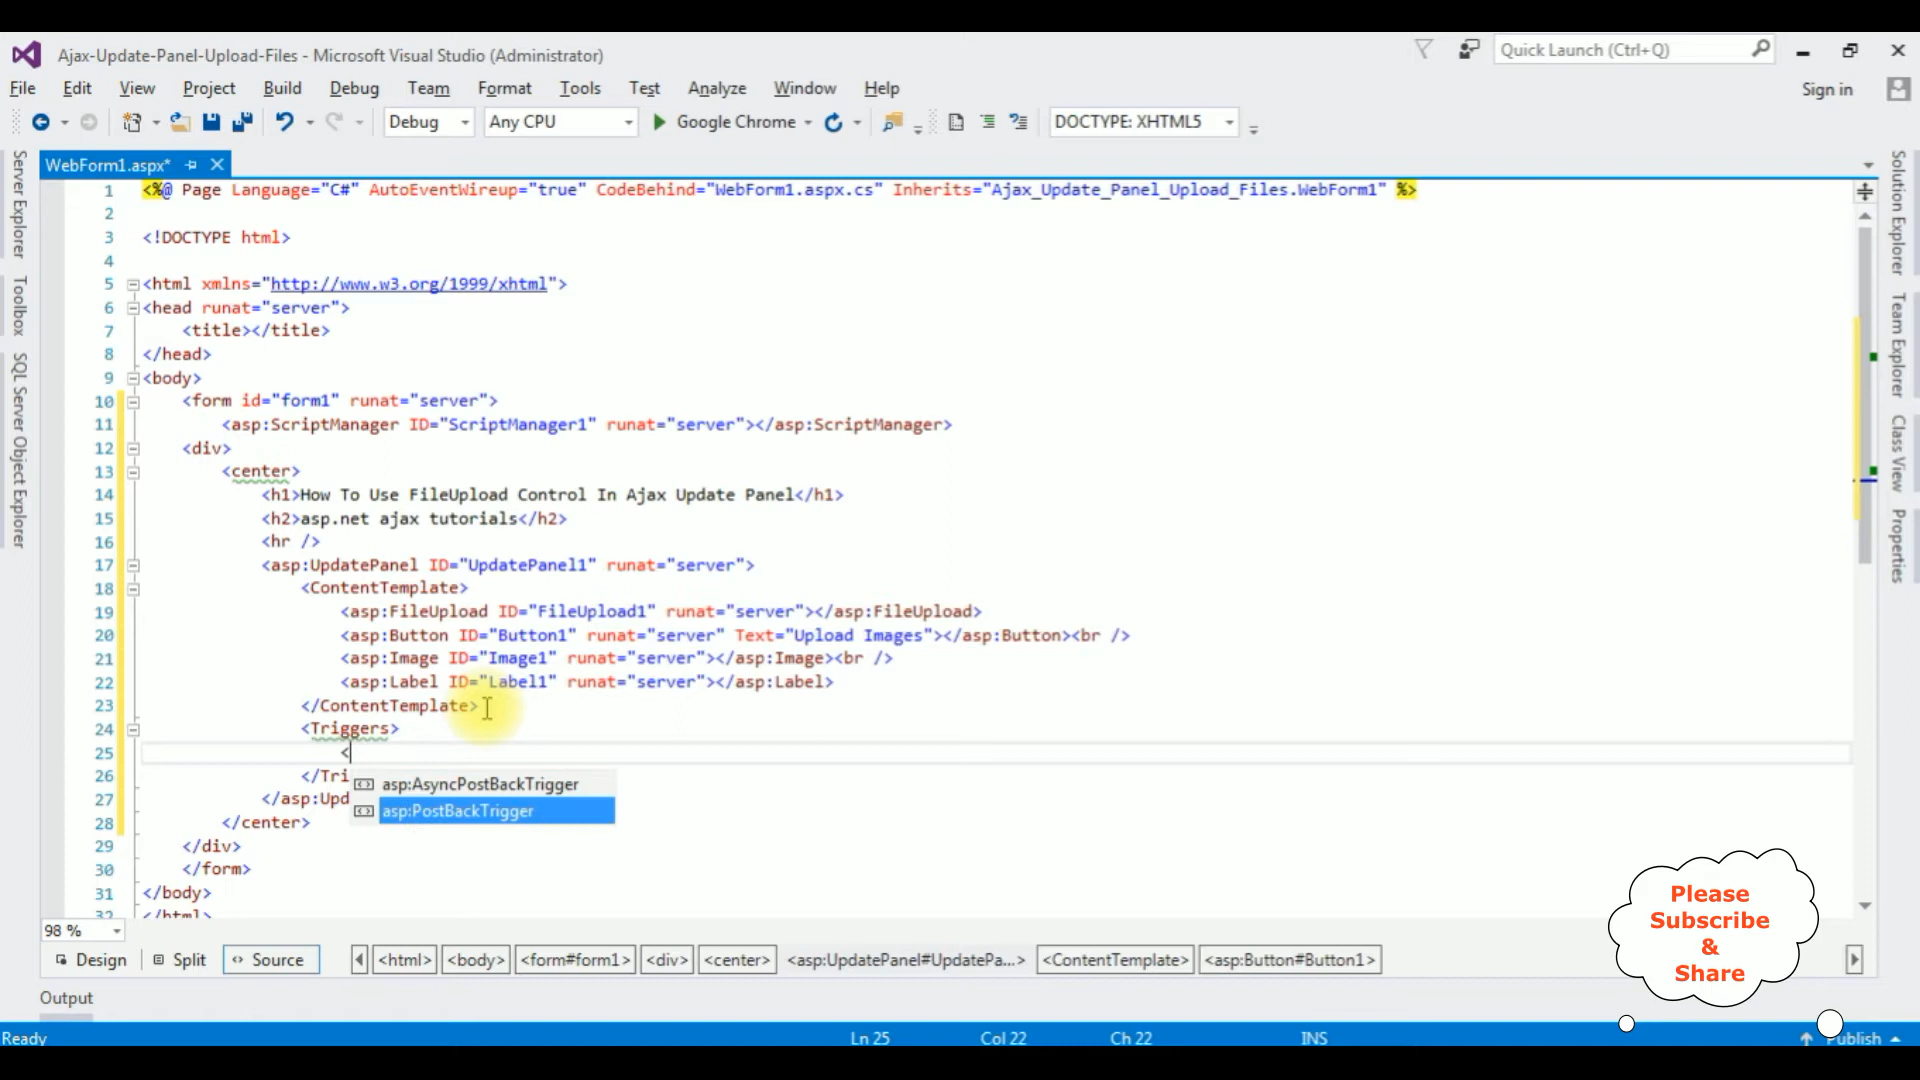 Ajax-Update-Panel-Upload-Files - Microsoft Visual Studio (Administrator)
Quick Launch (Ctrl+Q)
File Edit View Project Build Debug Team Format Tools Test Analyze Window Help
Sign in
Debug Any CPU Google Chrome DOCTYPE: XHTML5
WebForm1.aspx*
Server Explorer
Toolbox
SQL Server Object Explorer
1 <%@ Page Language="C#" AutoEventWireup="true" CodeBehind="WebForm1.aspx.cs" Inherits="Ajax_Update_Panel_Upload_Files.WebForm1" %>
2
3 <!DOCTYPE html>
4
5 <html xmlns="http://www.w3.org/1999/xhtml">
6 <head runat="server">
7 <title></title>
8 </head>
9 <body>
10 <form id="form1" runat="server">
11 <asp:ScriptManager ID="ScriptManager1" runat="server"></asp:ScriptManager>
12 <div>
13 <center>
14 <h1>How To Use FileUpload Control In Ajax Update Panel</h1>
15 <h2>asp.net ajax tutorials</h2>
16 <hr />
17 <asp:UpdatePanel ID="UpdatePanel1" runat="server">
18 <ContentTemplate>
19 <asp:FileUpload ID="FileUpload1" runat="server"></asp:FileUpload>
20 <asp:Button ID="Button1" runat="server" Text="Upload Images"></asp:Button><br />
21 <asp:Image ID="Image1" runat="server"></asp:Image><br />
22 <asp:Label ID="Label1" runat="server"></asp:Label>
23 </ContentTemplate>
24 <Triggers>
25 <
26 </Tri
asp:AsyncPostBackTrigger
27 </asp:Upd
asp:PostBackTrigger
28 </center>
29 </div>
30 </form>
31 </body>
32 </html>
Solution Explorer
Team Explorer
Class View
Properties
98 %
Design Split Source <html> <body> <form#form1> <div> <center> <asp:UpdatePanel#UpdatePa...> <ContentTemplate> <asp:Button#Button1>
Output
Ready Ln 25 Col 22 Ch 22 INS Publish
Please
Subscribe
&
Share